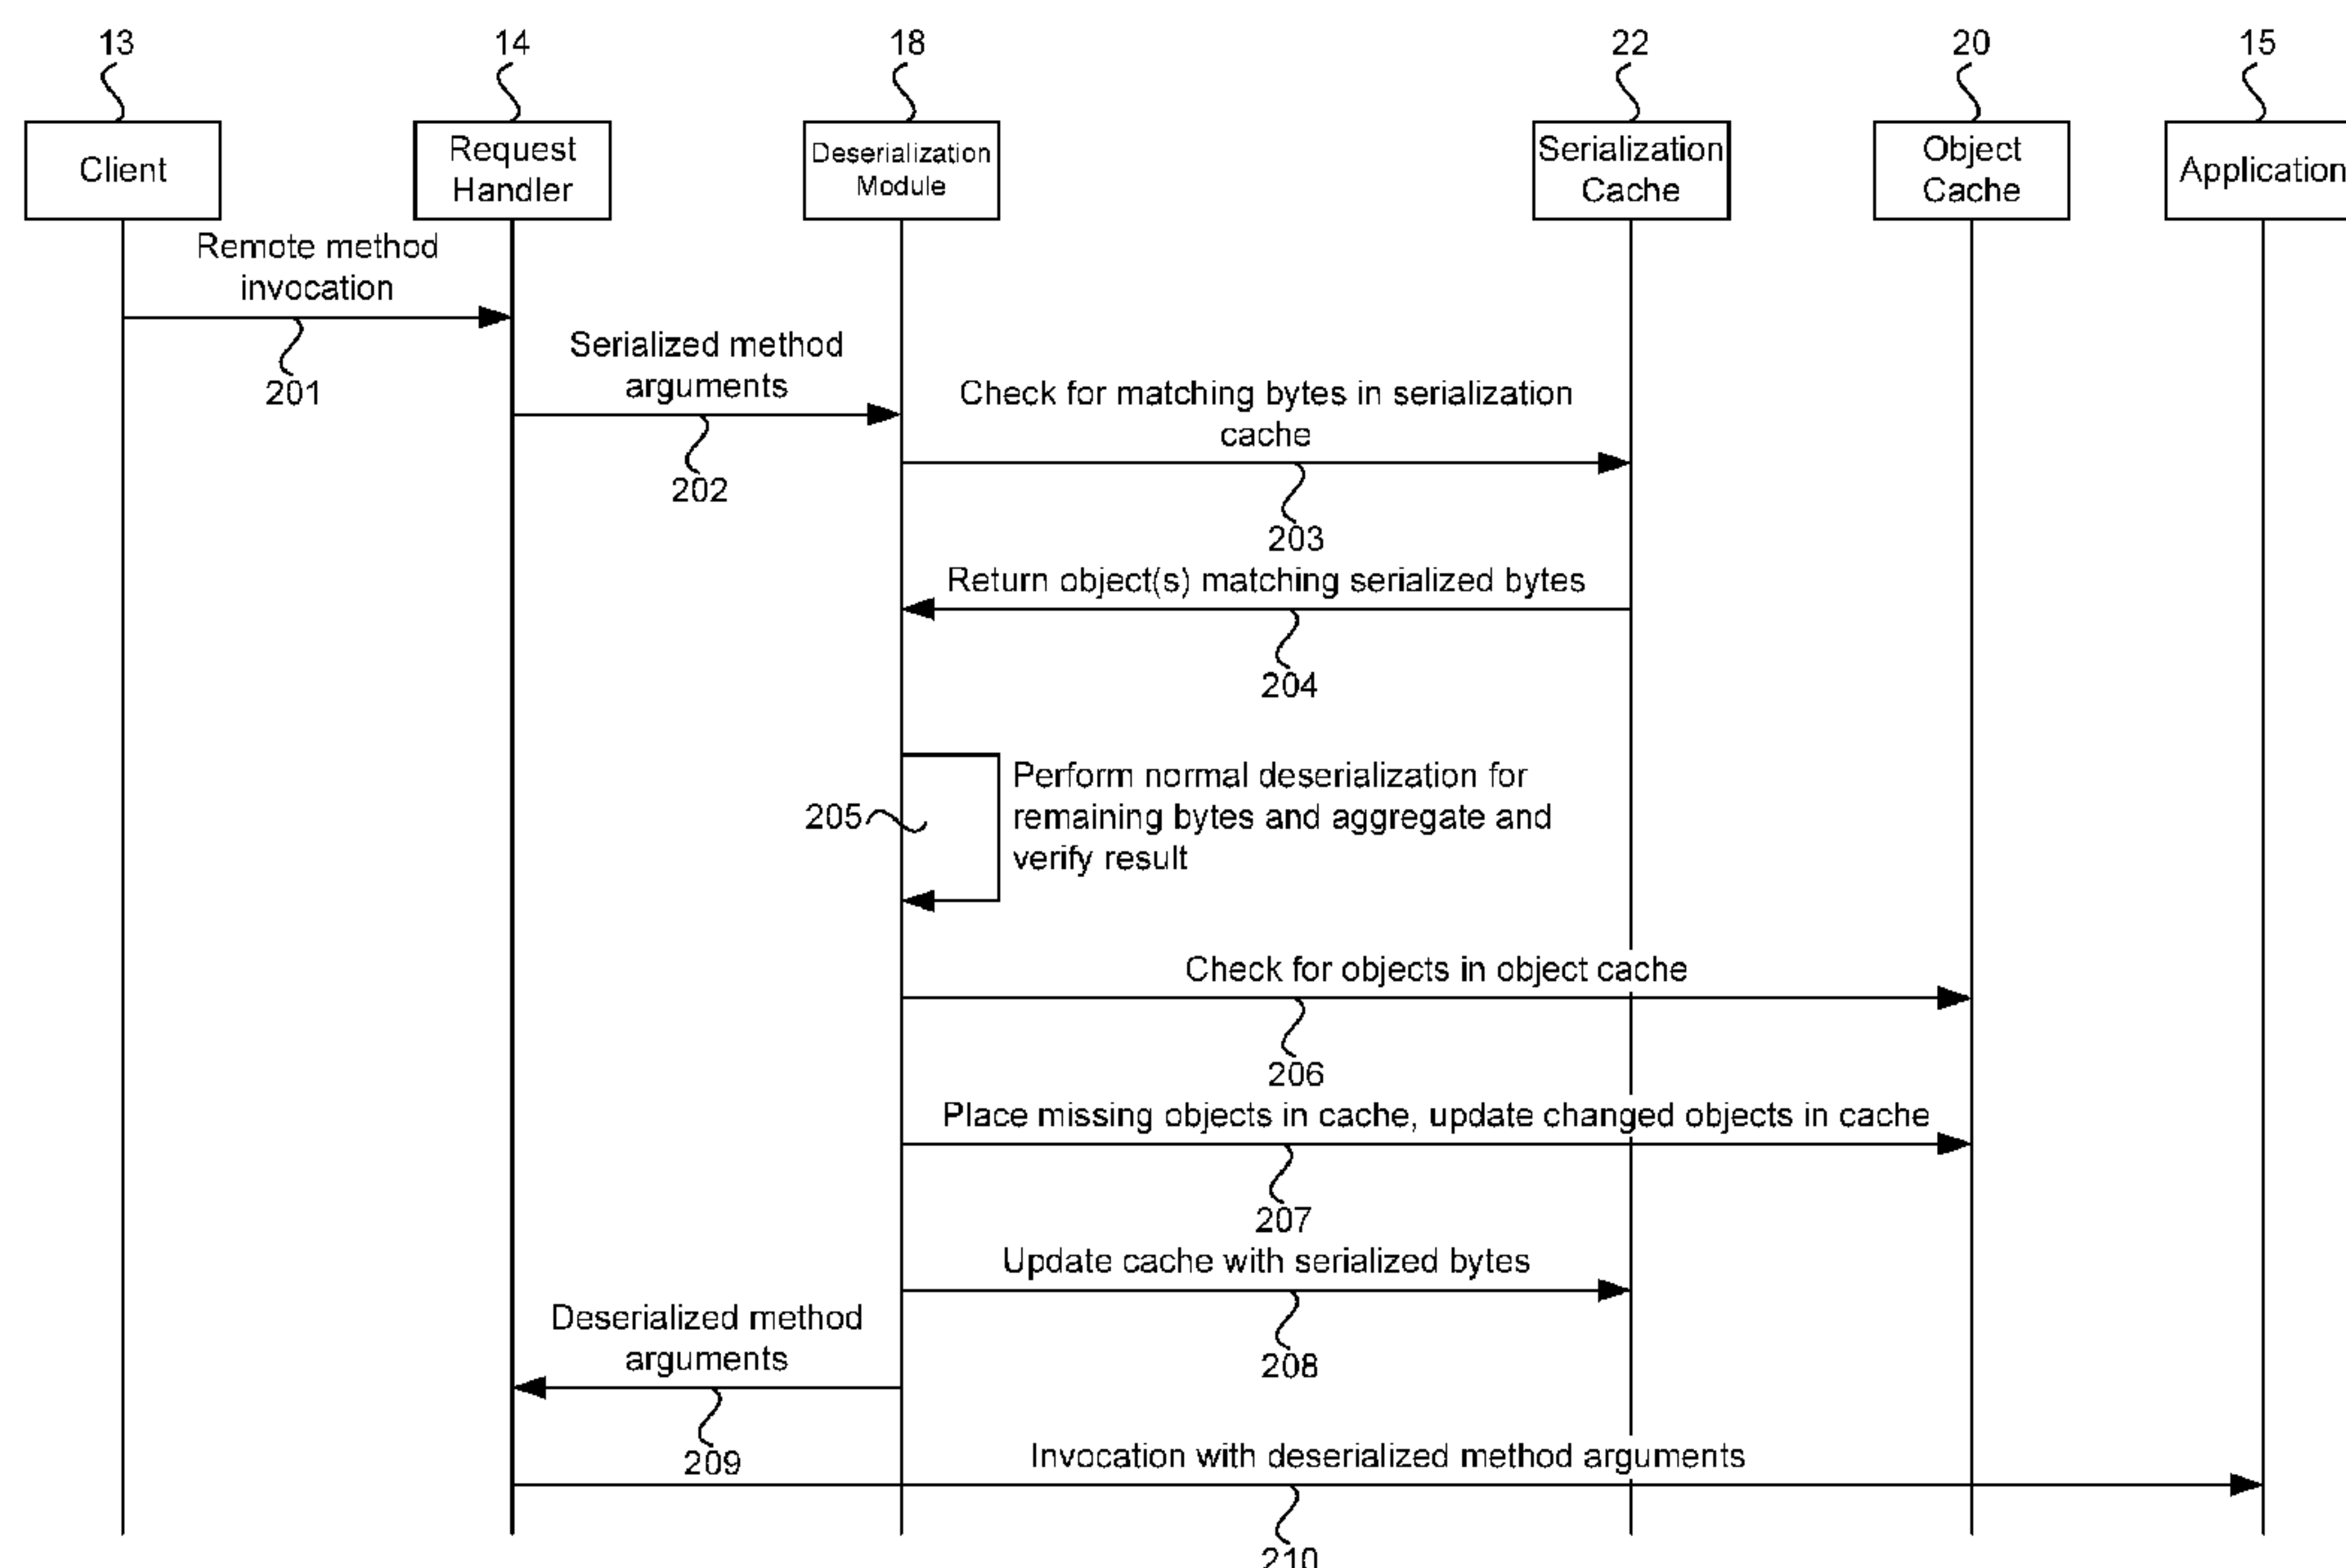 13
14
18
22
20
15
Client
Request
Handler
Deserialization
Module
Serialization
Cache
Object
Cache
Application
Remote method
invocation
201
Serialized method
arguments
202
Check for matching bytes in serialization
cache
203
Return object(s) matching serialized bytes
204
205
Perform normal deserialization for
remaining bytes and aggregate and
verify result
Check for objects in object cache
206
Place missing objects in cache, update changed objects in cache
207
Update cache with serialized bytes
208
Deserialized method
arguments
209
Invocation with deserialized method arguments
210